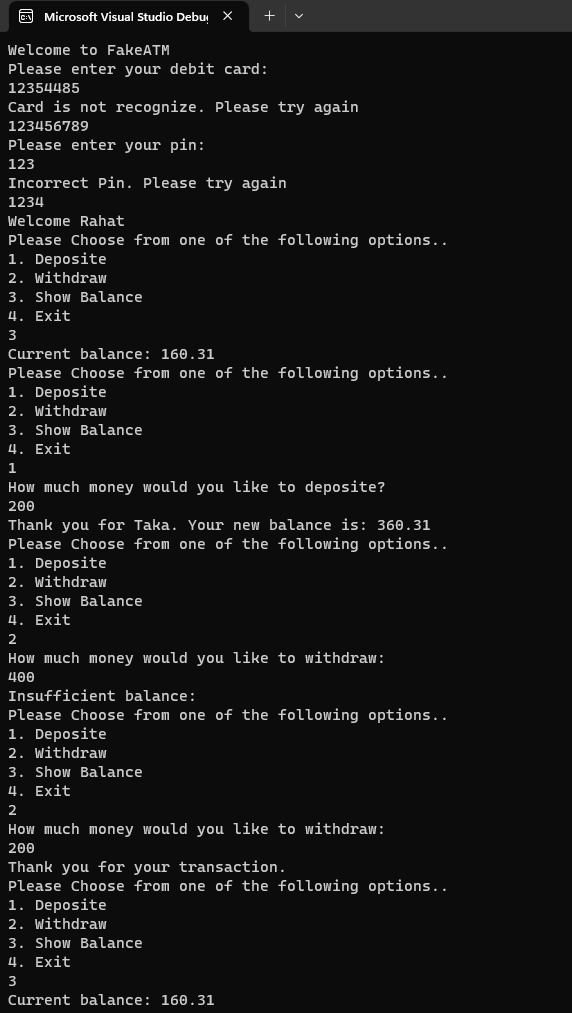 Microsoft Visual Studio Debug
Welcome to FakeATM
Please enter your debit card:
12354485
Card is not recognize. Please try again
123456789
Please enter your pin:
123
Incorrect Pin. Please try again
1234
Welcome Rahat
Please Choose from one of the following options..
1. Deposite
2. Withdraw
3. Show Balance
4. Exit
3
Current balance: 160.31
Please Choose from one of the following options..
1. Deposite
2. Withdraw
3. Show Balance
4. Exit
1
How much money would you like to deposite?
200
Thank you for Taka. Your new balance is: 360.31
Please Choose from one of the following options..
1. Deposite
2. Withdraw
3. Show Balance
4. Exit
2
How much money would you like to withdraw:
400
Insufficient balance:
Please Choose from one of the following options..
1. Deposite
2. Withdraw
3. Show Balance
4. Exit
2
How much money would you like to withdraw:
200
Thank you for your transaction.
Please Choose from one of the following options..
1. Deposite
2. Withdraw
3. Show Balance
4. Exit
3
Current balance: 160.31